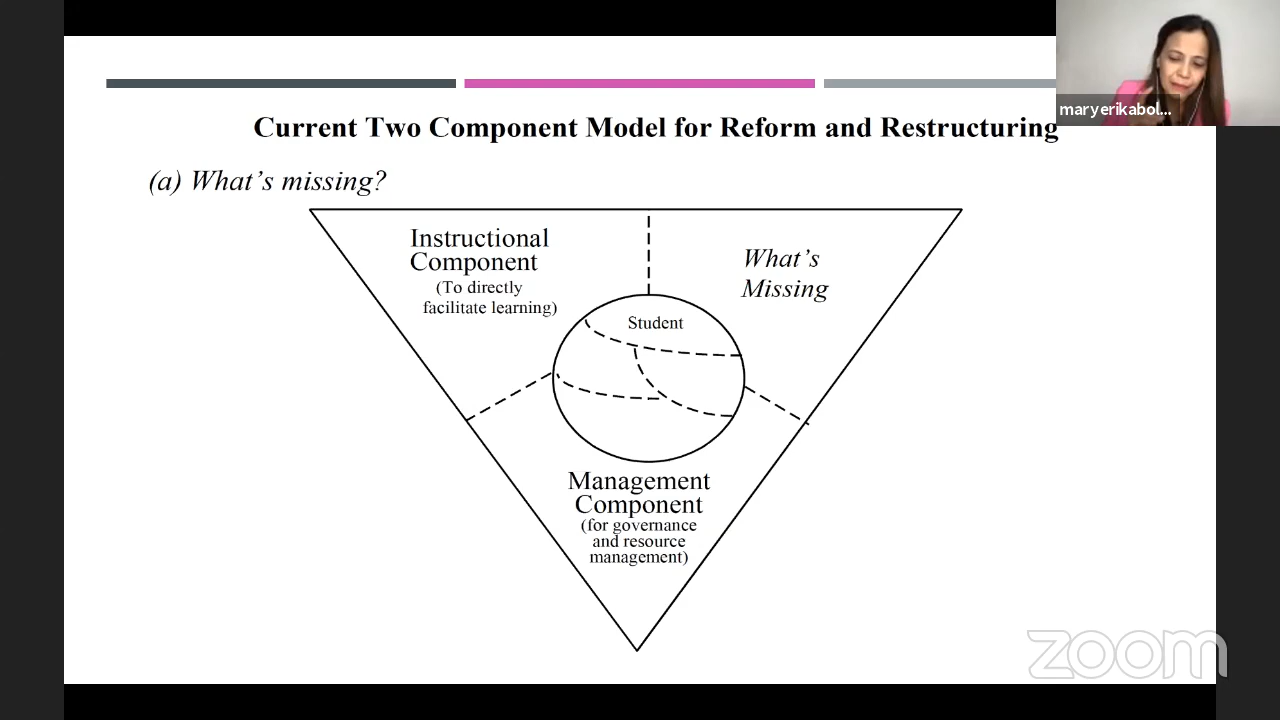 maryerikabol...
Current Two Component Model for Reform and Restructuring
(a) What's missing?
Instructional
Component
(To directly
facilitate learning)
What's
Missing
Student
Management
Component
(for governance
and resource
management)
zoom